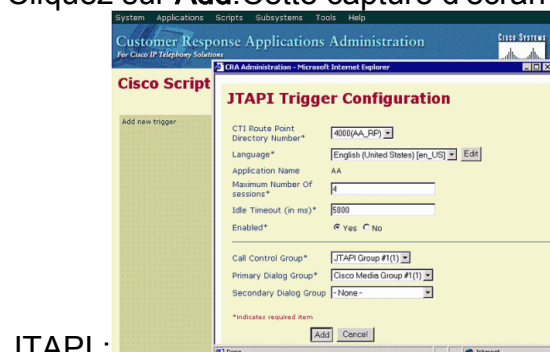 Cliquez sur Add.Cette capture d'écran
System Applications Scripts Subsystems Tools Help
Customer Response Applications Administration
For Cisco IP Telephony Solutions
CISCO SYSTEMS
CRA Administration - Microsoft Internet Explorer
Cisco Script
JTAPI Trigger Configuration
Add new trigger
CTI Route Point Directory Number* 4000(AA_RP)
Language* English (United States) [en_US] Edit
Application Name AA
Maximum Number Of sessions* 4
Idle Timeout (in ms)* 5000
Enabled* Yes No
Call Control Group* JTAPI Group #1(1)
Primary Dialog Group* Cisco Media Group #1(1)
Secondary Dialog Group - None -
*indicates required item
Add Cancel
JTAPI :
Done Internet